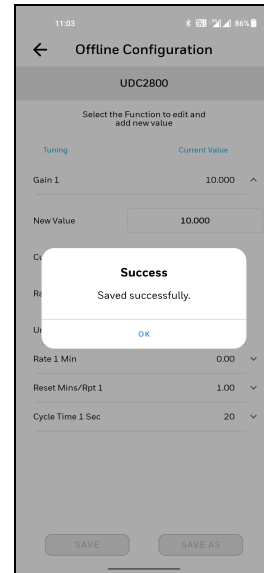 11:03
86%
Offline Configuration
UDC2800
Select the Function to edit and
add new value
Tuning Current Value
Gain 1 10.000
New Value 10.000
Success
Saved successfully.
OK
Rate 1 Min 0.00
Reset Mins/Rpt 1 1.00
Cycle Time 1 Sec 20
SAVE SAVE AS